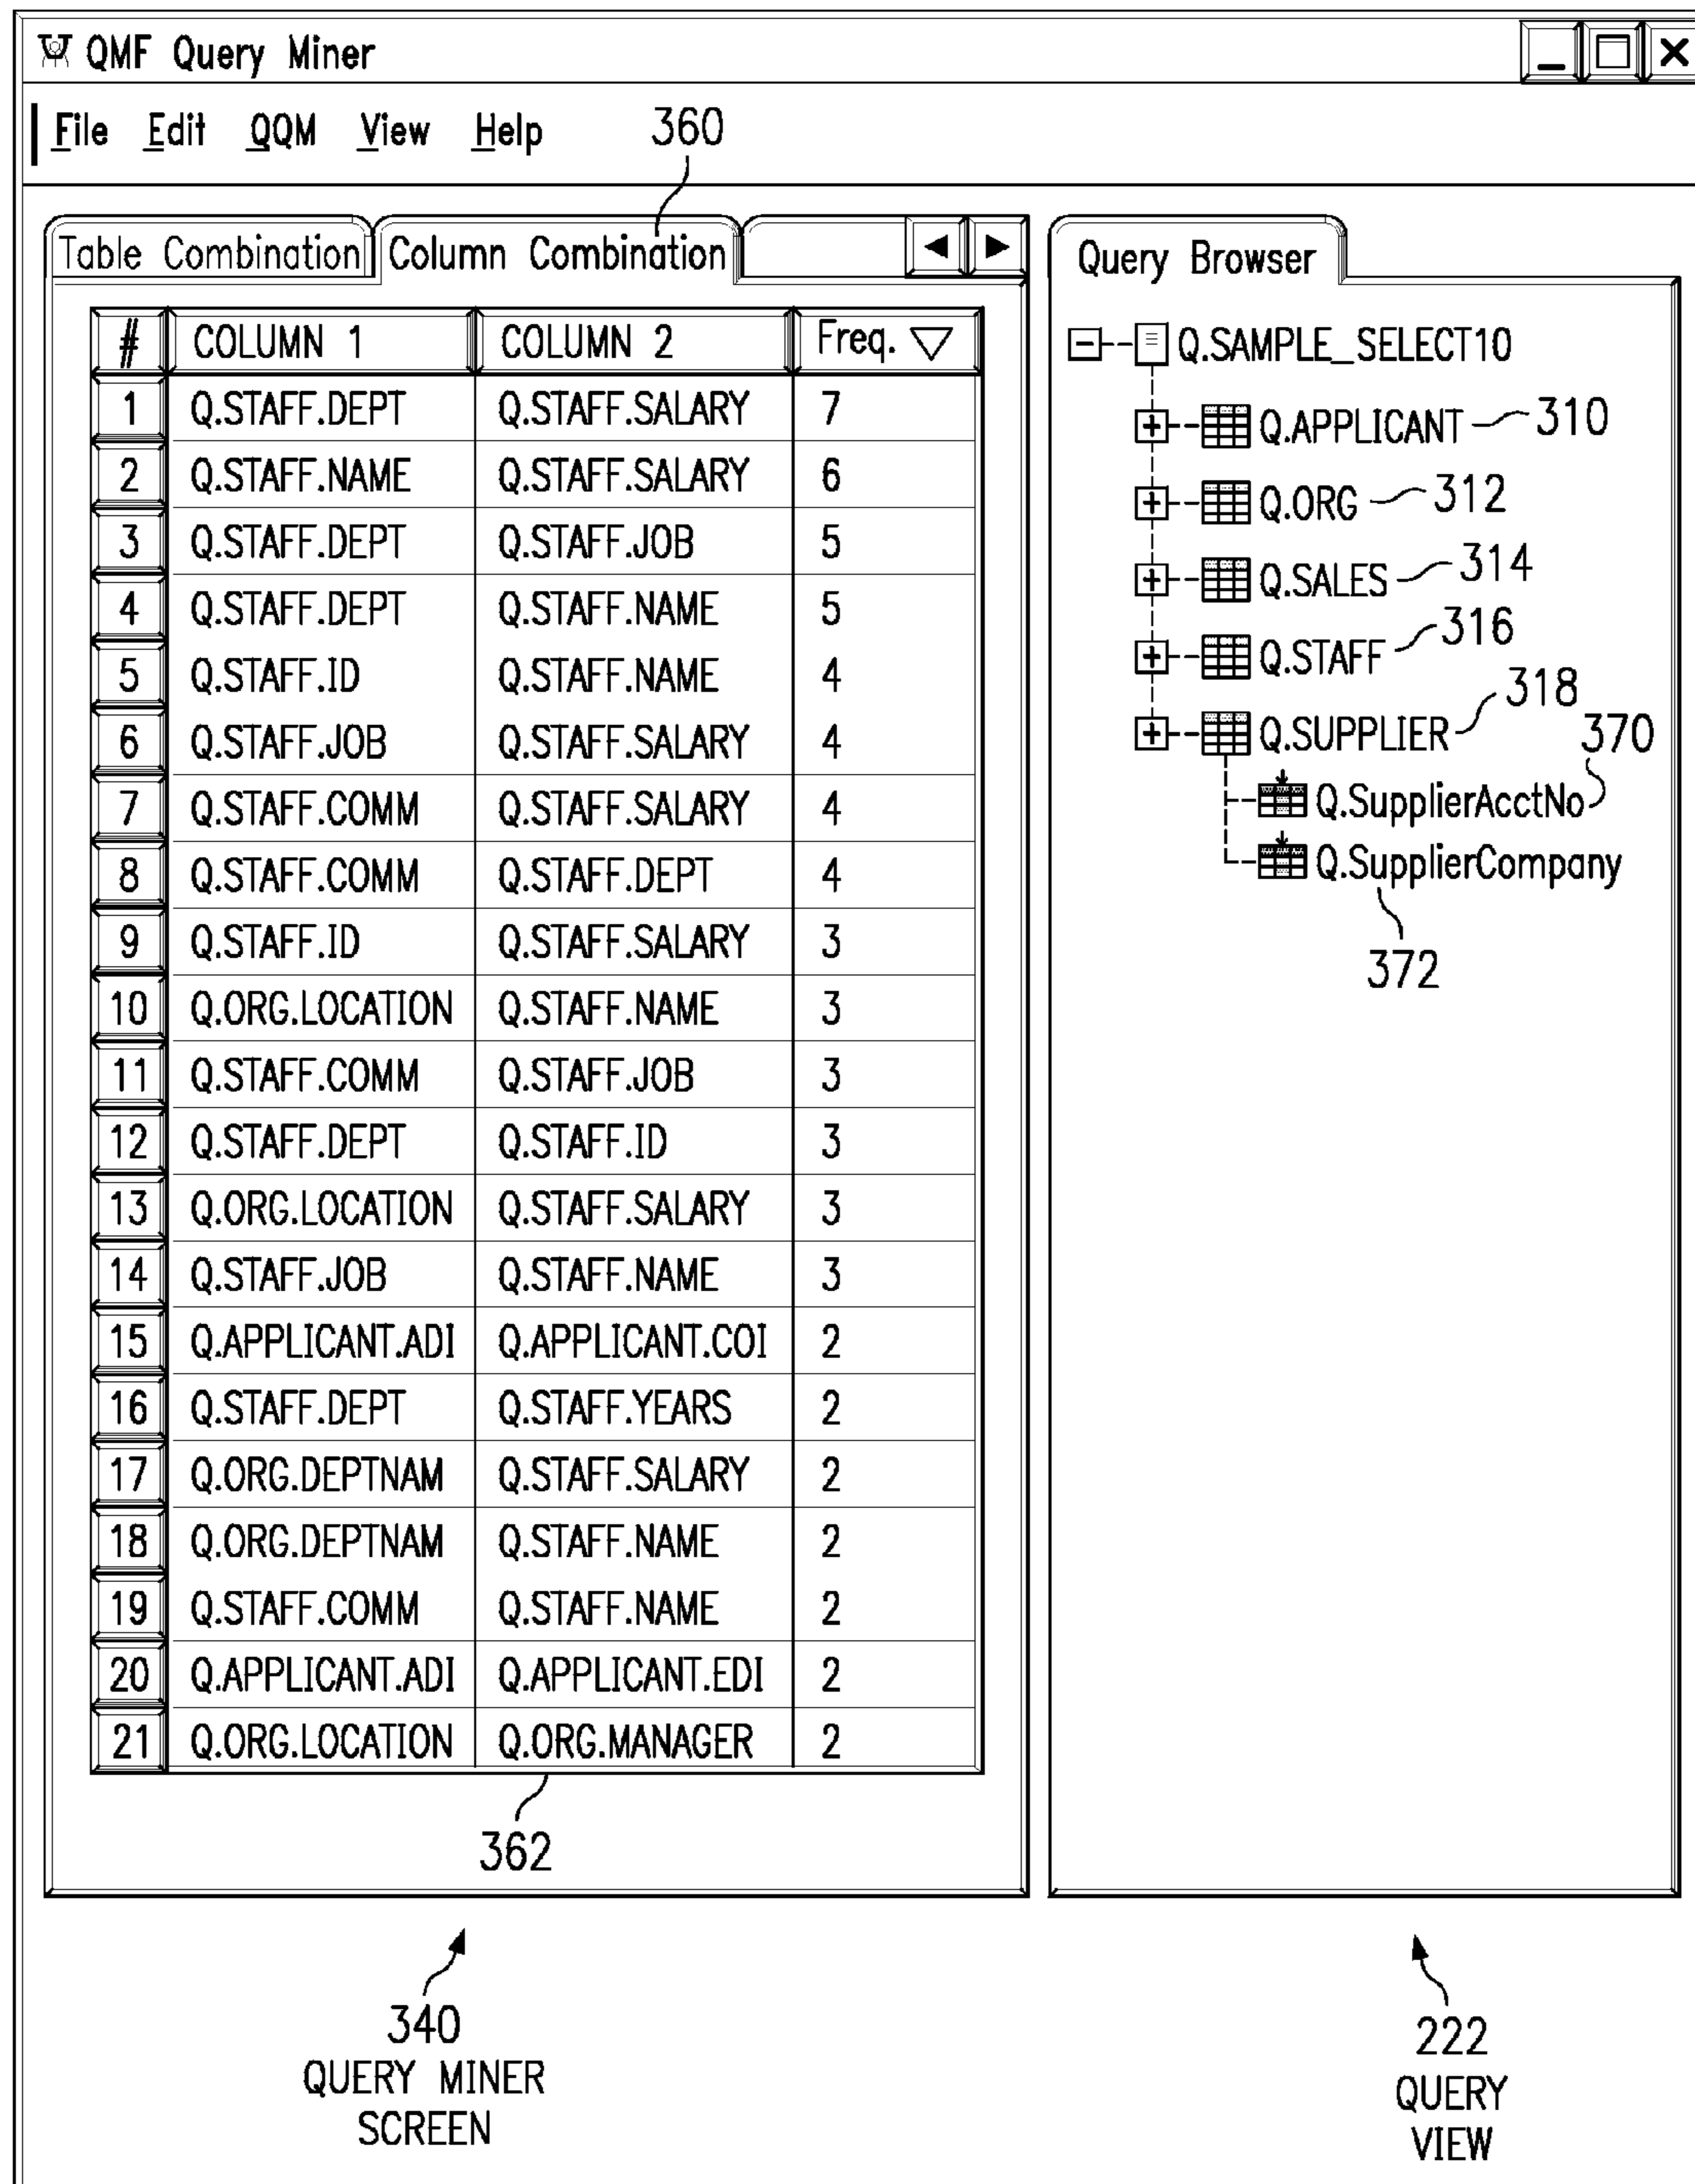 QMF Query Miner
File Edit QQM View Help
360
Table Combination Column Combination
# COLUMN 1 COLUMN 2 Freq.
1 Q.STAFF.DEPT Q.STAFF.SALARY 7
2 Q.STAFF.NAME Q.STAFF.SALARY 6
3 Q.STAFF.DEPT Q.STAFF.JOB 5
4 Q.STAFF.DEPT Q.STAFF.NAME 5
5 Q.STAFF.ID Q.STAFF.NAME 4
6 Q.STAFF.JOB Q.STAFF.SALARY 4
7 Q.STAFF.COMM Q.STAFF.SALARY 4
8 Q.STAFF.COMM Q.STAFF.DEPT 4
9 Q.STAFF.ID Q.STAFF.SALARY 3
10 Q.ORG.LOCATION Q.STAFF.NAME 3
11 Q.STAFF.COMM Q.STAFF.JOB 3
12 Q.STAFF.DEPT Q.STAFF.ID 3
13 Q.ORG.LOCATION Q.STAFF.SALARY 3
14 Q.STAFF.JOB Q.STAFF.NAME 3
15 Q.APPLICANT.ADI Q.APPLICANT.COI 2
16 Q.STAFF.DEPT Q.STAFF.YEARS 2
17 Q.ORG.DEPTNAM Q.STAFF.SALARY 2
18 Q.ORG.DEPTNAM Q.STAFF.NAME 2
19 Q.STAFF.COMM Q.STAFF.NAME 2
20 Q.APPLICANT.ADI Q.APPLICANT.EDI 2
21 Q.ORG.LOCATION Q.ORG.MANAGER 2
362
340
QUERY MINER
SCREEN
Query Browser
Q.SAMPLE_SELECT10
Q.APPLICANT 310
Q.ORG 312
Q.SALES 314
Q.STAFF 316
Q.SUPPLIER 318
Q.SupplierAcctNo 370
Q.SupplierCompany
372
222
QUERY
VIEW